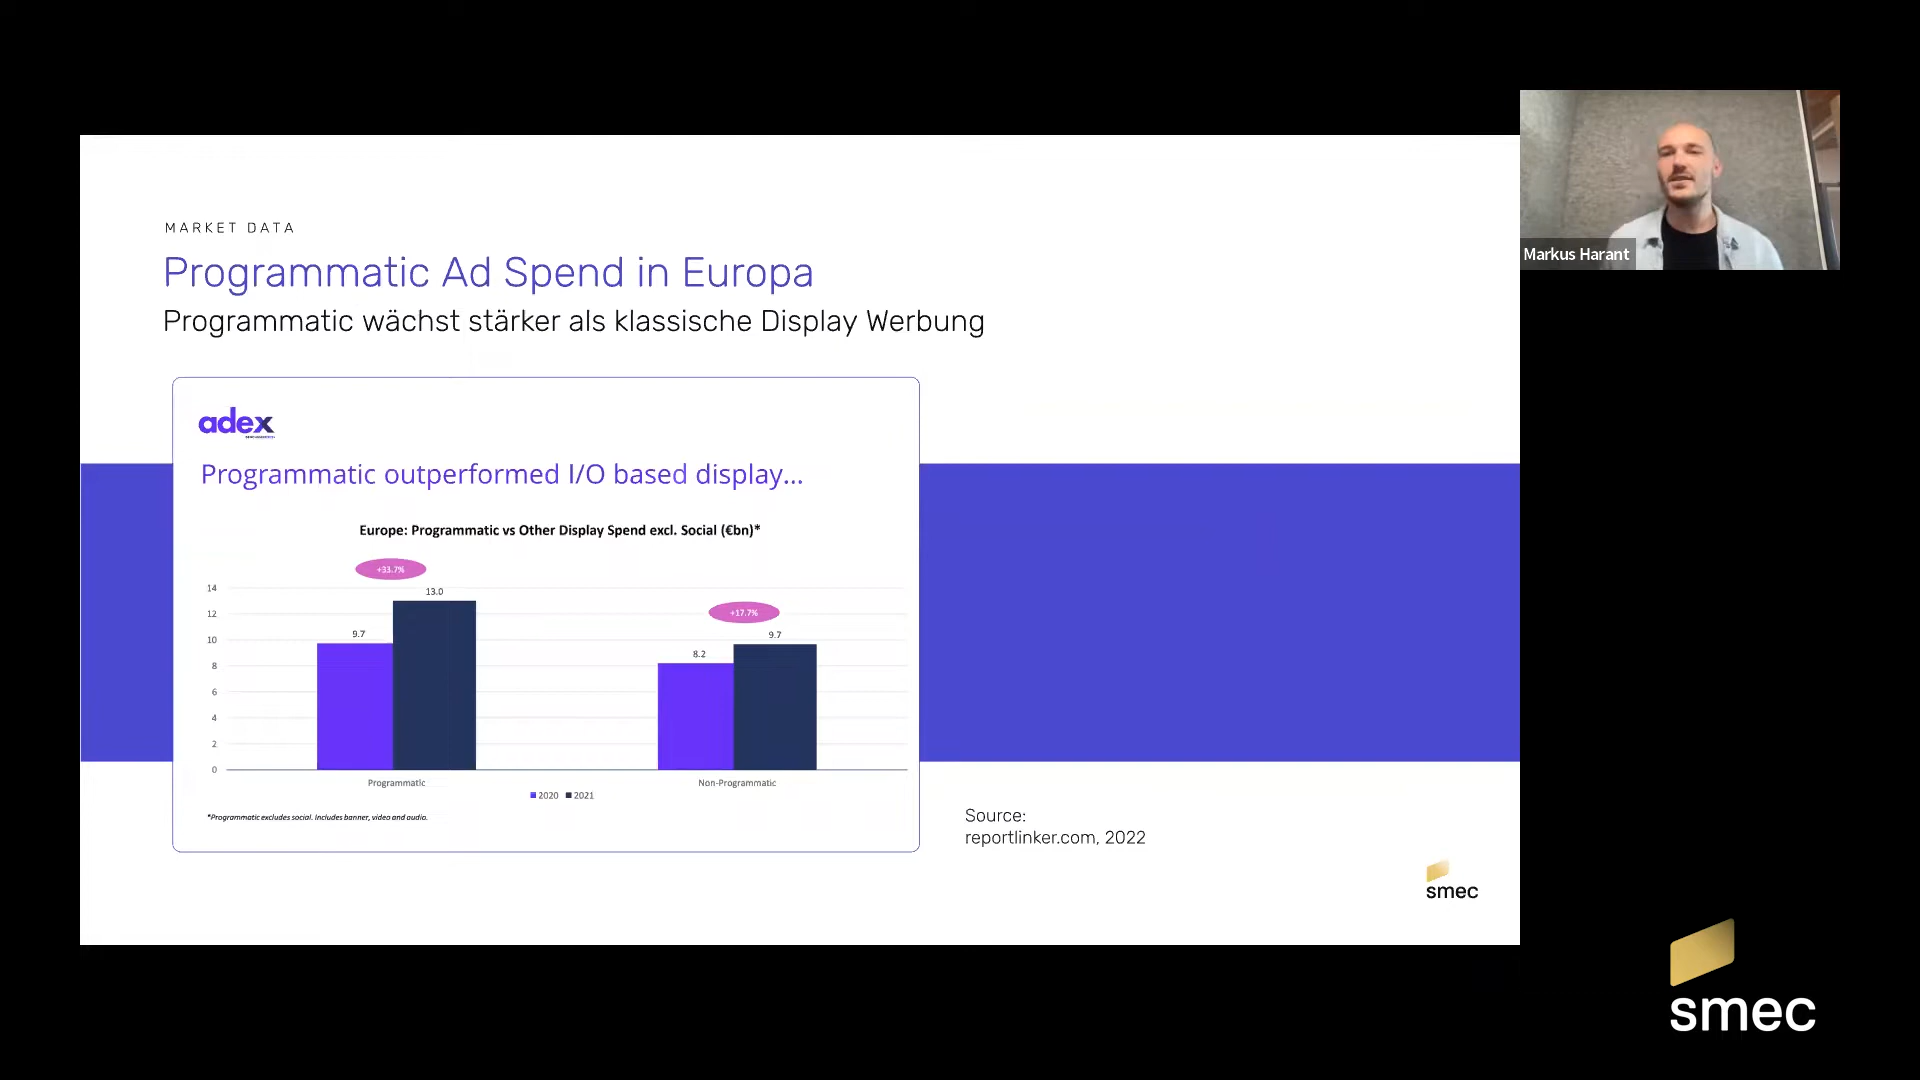 MARKET DATA
Programmatic Ad Spend in Europa
Programmatic wächst stärker als klassische Display Werbung
adex
Programmatic outperformed I/O based display...
Europe: Programmatic vs Other Display Spend excl. Social (€bn)*
+33.7%
+17.7%
14
12
10
8
6
4
2
0
9.7
13.0
8.2
9.7
Programmatic
Non-Programmatic
2020
2021
*Programmatic excludes social. Includes banner, video and audio.
Source:
reportlinker.com, 2022
smec
Markus Harant
smec